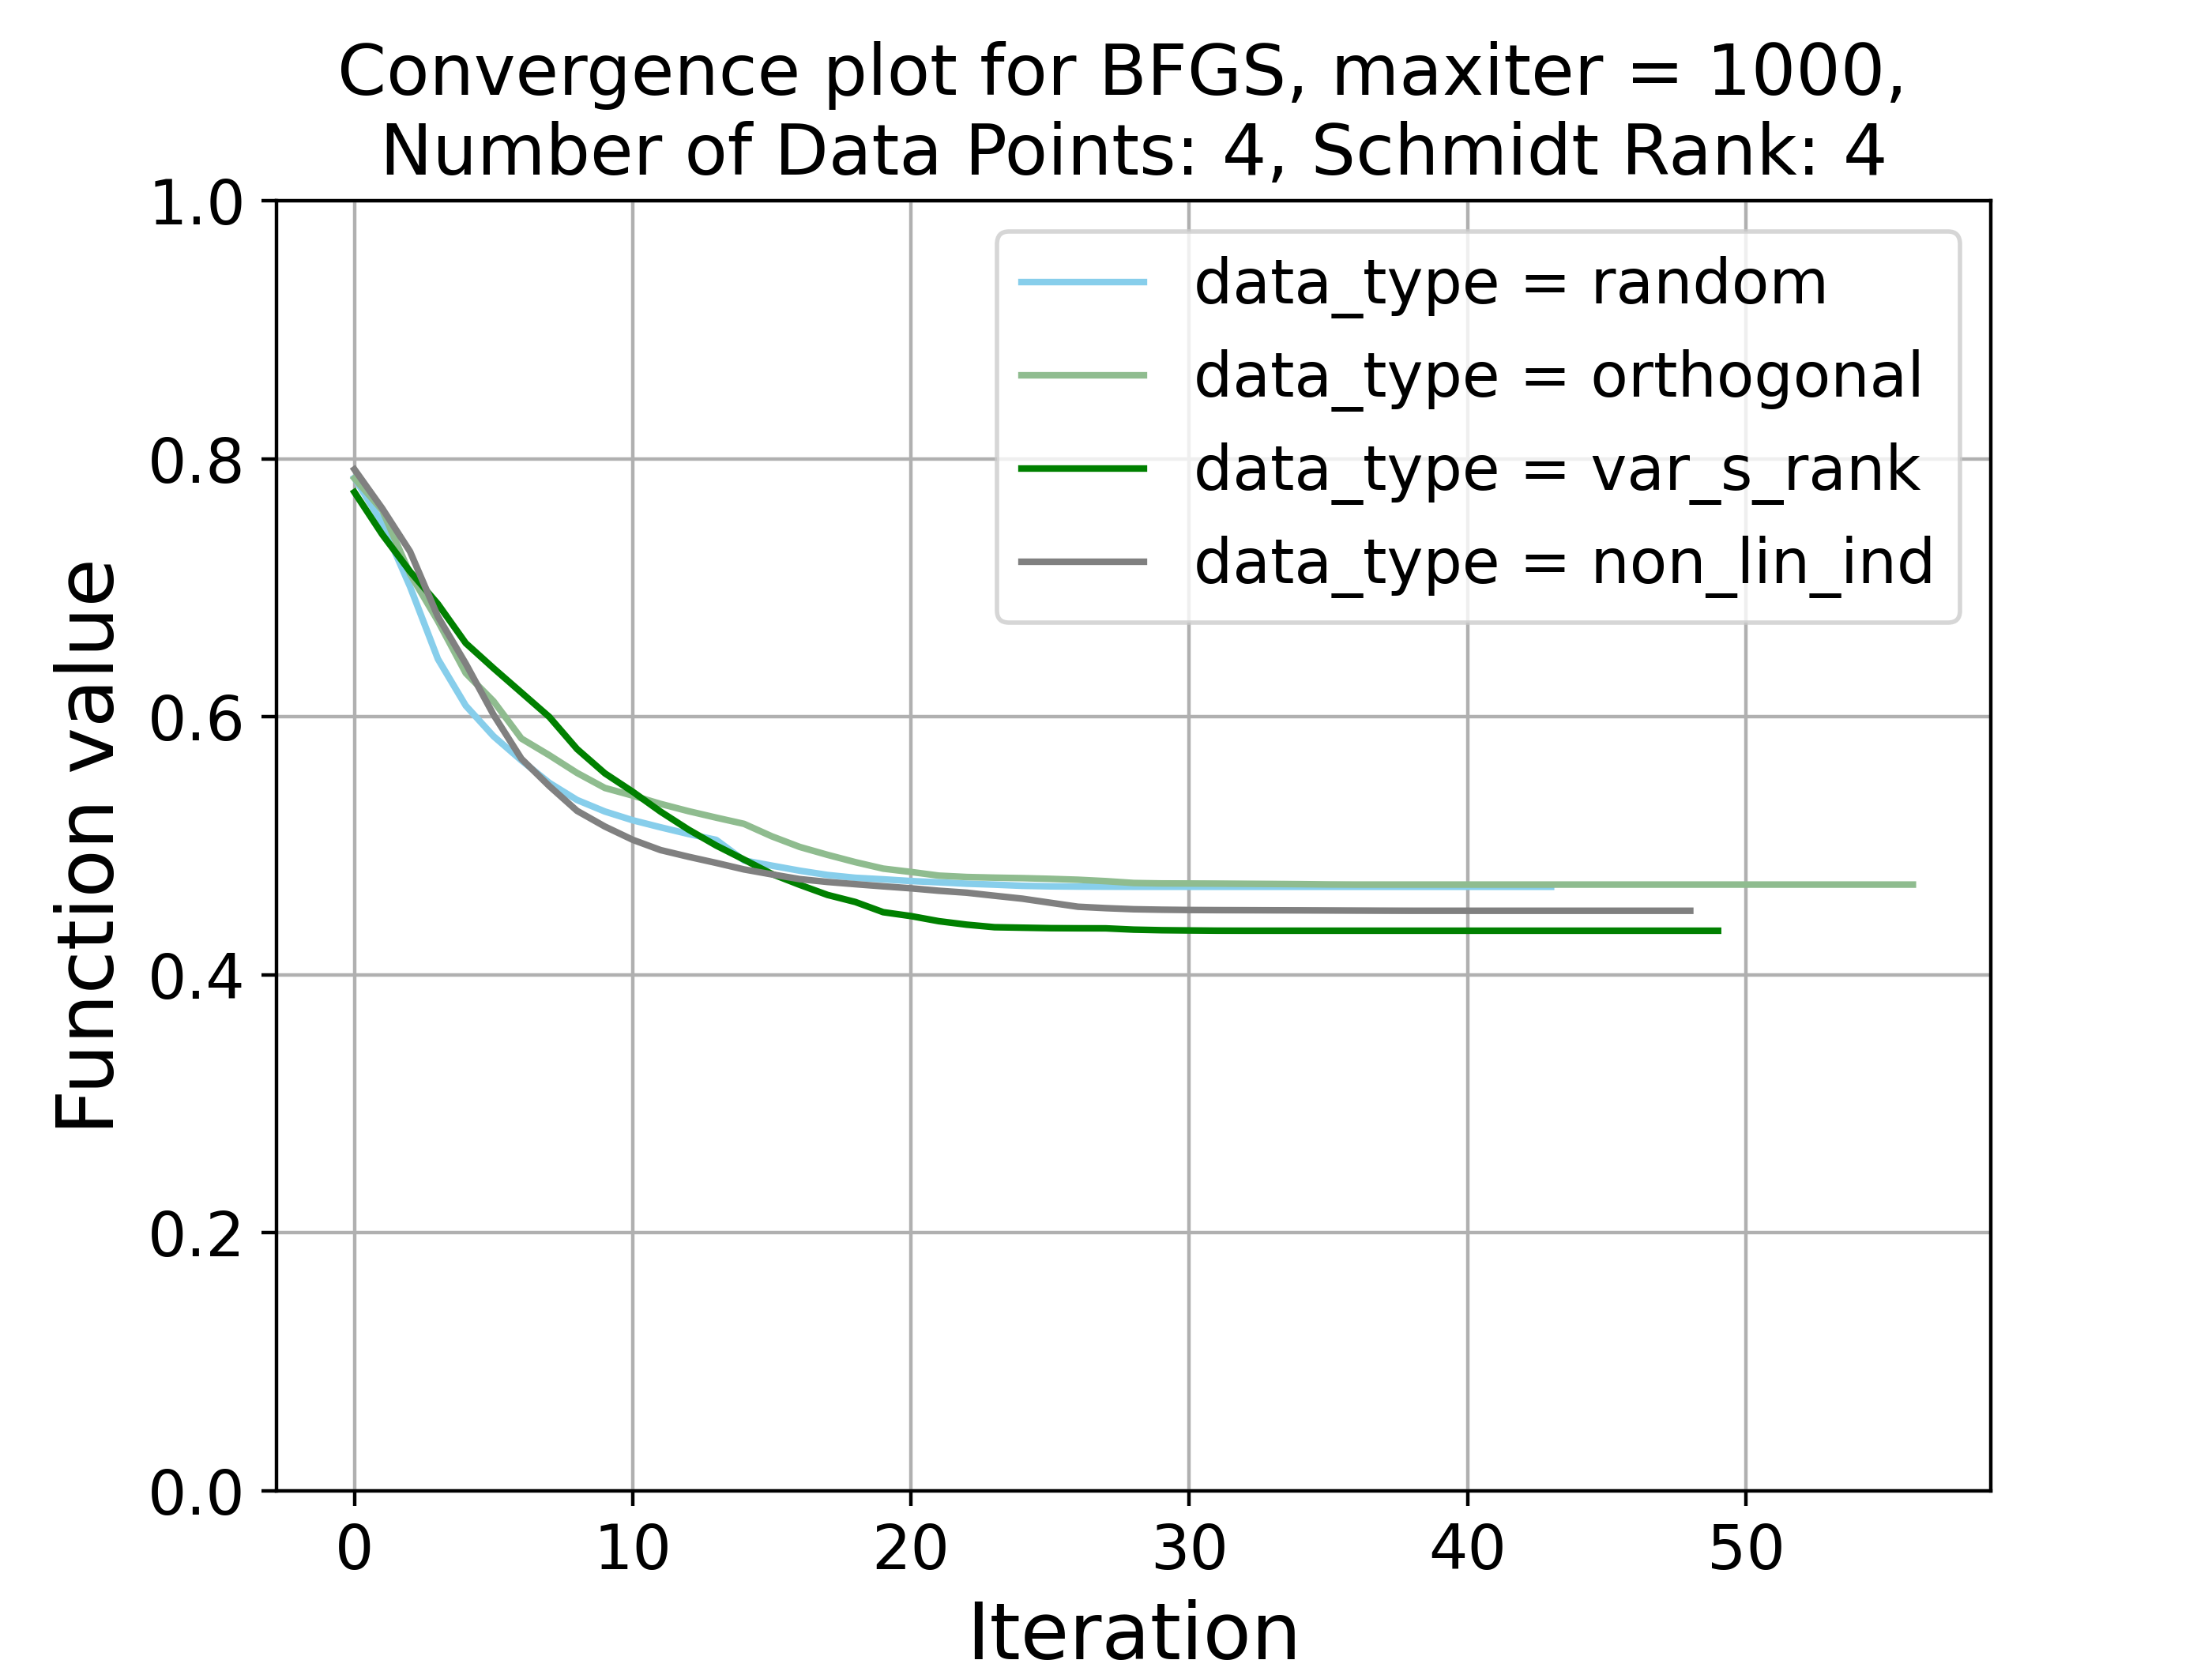 Convergence plot for BFGS, maxiter = 1000,
Number of Data Points: 4, Schmidt Rank: 4
1.0
0.8
0.6
0.4
0.2
0.0
Function value
data_type = random
data_type = orthogonal
data_type = var_s_rank
data_type = non_lin_ind
0 10 20 30 40 50
Iteration